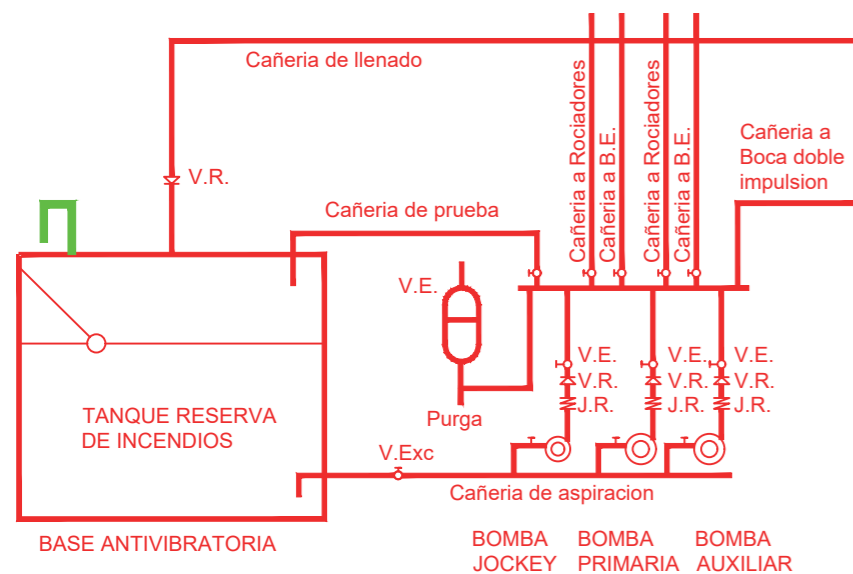 Cañeria de llenado
V.R.
Cañeria a Rociadores
Cañeria a B.E.
Cañeria a Rociadores
Cañeria a B.E.
Cañeria a
Boca doble
impulsion
Cañeria de prueba
V.E.
Purga
V.E.
V.R.
J.R.
V.E.
V.R.
J.R.
V.E.
V.R.
J.R.
TANQUE RESERVA
DE INCENDIOS
V.Exc
Cañeria de aspiracion
BASE ANTIVIBRATORIA
BOMBA
JOCKEY
BOMBA
PRIMARIA
BOMBA
AUXILIAR